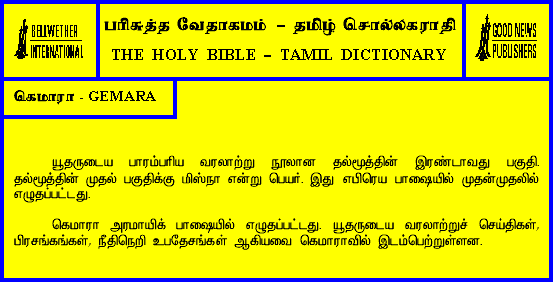 BELLWETHER
INTERNATIONAL
பரிசுத்த வேதாகமம் – தமிழ் சொல்லகராதி
THE HOLY BIBLE – TAMIL DICTIONARY
GOOD NEWS
PUBLISHERS
கெமாரா - GEMARA
யூதருடைய பாரம்பரிய வரலாற்று நூலான தல்மூத்தின் இரண்டாவது பகுதி.
தல்மூத்தின் முதல் பகுதிக்கு மிஸ்நா என்று பெயர். இது எபிரெய பாஷையில் முதன்முதலில்
எழுதப்பட்டது.
கெமாரா அரமாயிக் பாஷையில் எழுதப்பட்டது. யூதருடைய வரலாற்றுச் செய்திகள்,
பிரசங்கங்கள், நீதிநெறி உபதேசங்கள் ஆகியவை கெமாராவில் இடம்பெற்றுள்ளன.